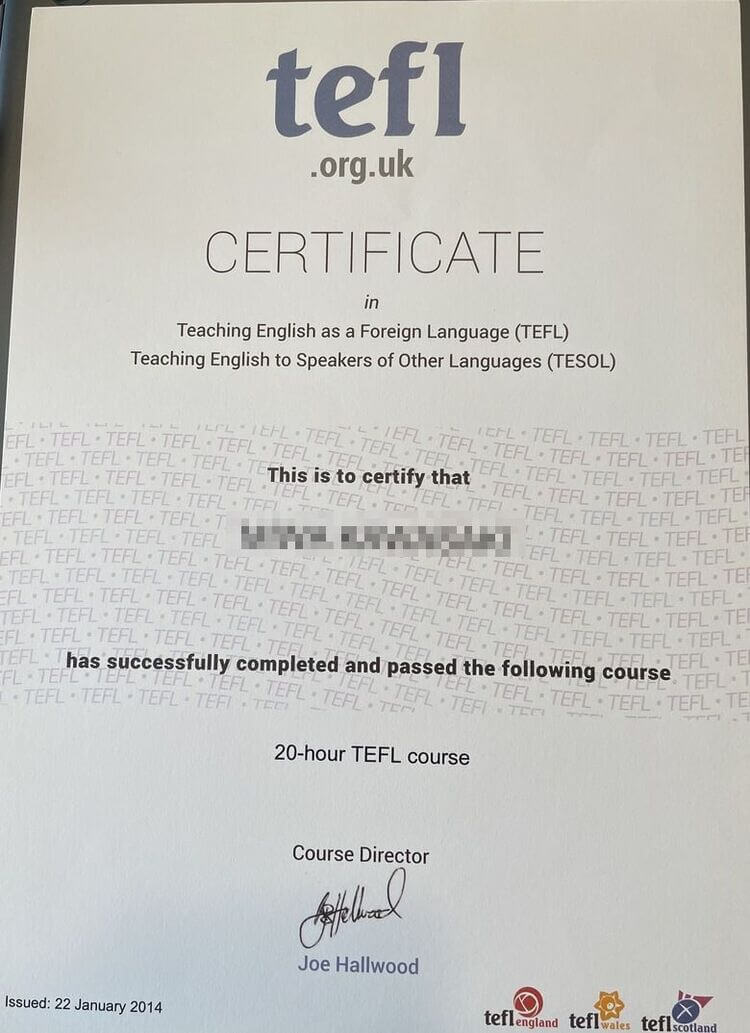 tefl
.org.uk
CERTIFICATE
in
Teaching English as a Foreign Language (TEFL)
Teaching English to Speakers of Other Languages (TESOL)
This is to certify that
has successfully completed and passed the following course
20-hour TEFL course
Course Director
Joe Hallwood
Issued: 22 January 2014
teflengland teflwales teflscotland